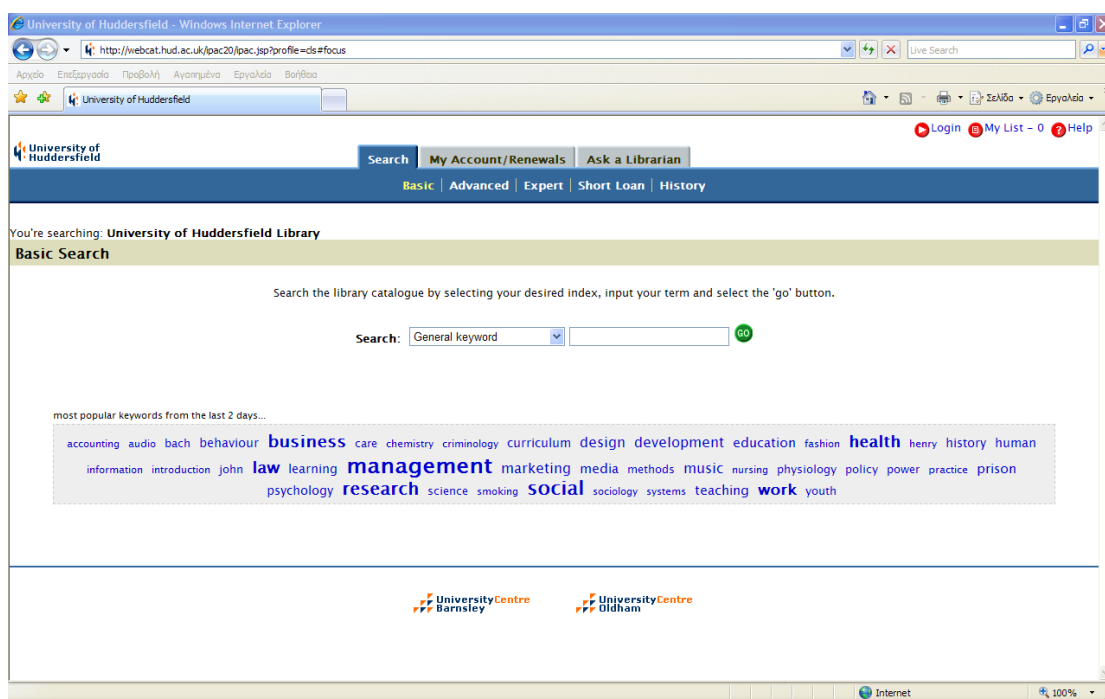 University of Huddersfield - Windows Internet Explorer
http://webcat.hud.ac.uk/ipac20/ipac.jsp?profile=cls#focus
Live Search
Αρχείο Επεξεργασία Προβολή Αγαπημένα Εργαλεία Βοήθεια
University of Huddersfield
Σελίδα
Εργαλεία
Login My List - 0 Help
University of
Huddersfield
Search My Account/Renewals Ask a Librarian
Basic | Advanced | Expert | Short Loan | History
You're searching: University of Huddersfield Library
Basic Search
Search the library catalogue by selecting your desired index, input your term and select the 'go' button.
Search: General keyword GO
most popular keywords from the last 2 days...
accounting audio bach behaviour business care chemistry criminology curriculum design development education fashion health henry history human
information introduction john law learning management marketing media methods music nursing physiology policy power practice prison
psychology research science smoking social sociology systems teaching work youth
UniversityCentre
Barnsley
UniversityCentre
Oldham
Internet 100%